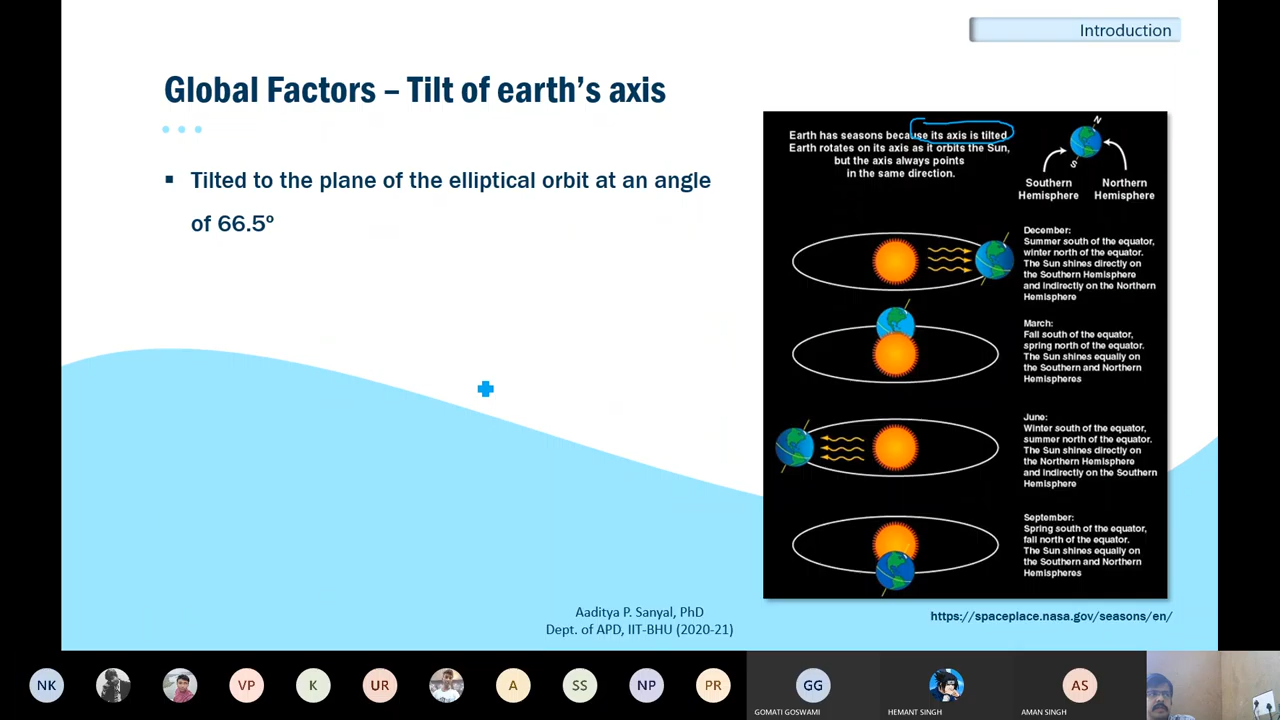 Introduction
Global Factors – Tilt of earth’s axis
▪ Tilted to the plane of the elliptical orbit at an angle
of 66.5º
Earth has seasons because its axis is tilted
Earth rotates on its axis as it orbits the Sun,
but the axis always points
in the same direction.
N
S
Southern
Hemisphere
Northern
Hemisphere
December:
Summer south of the equator,
winter north of the equator.
The Sun shines directly on
the Southern Hemisphere
and indirectly on the Northern
Hemisphere
March:
Fall south of the equator,
spring north of the equator.
The Sun shines equally on
the Southern and Northern
Hemispheres
June:
Winter south of the equator,
summer north of the equator.
The Sun shines directly on
the Northern Hemisphere
and indirectly on the Southern
Hemisphere
September:
Spring south of the equator,
fall north of the equator.
The Sun shines equally on
the Southern and Northern
Hemispheres
Aaditya P. Sanyal, PhD
Dept. of APD, IIT-BHU (2020-21)
https://spaceplace.nasa.gov/seasons/en/
NK
VP
K
UR
A
SS
NP
PR
GG
GOMATI GOSWAMI
HEMANT SINGH
AS
AMAN SINGH